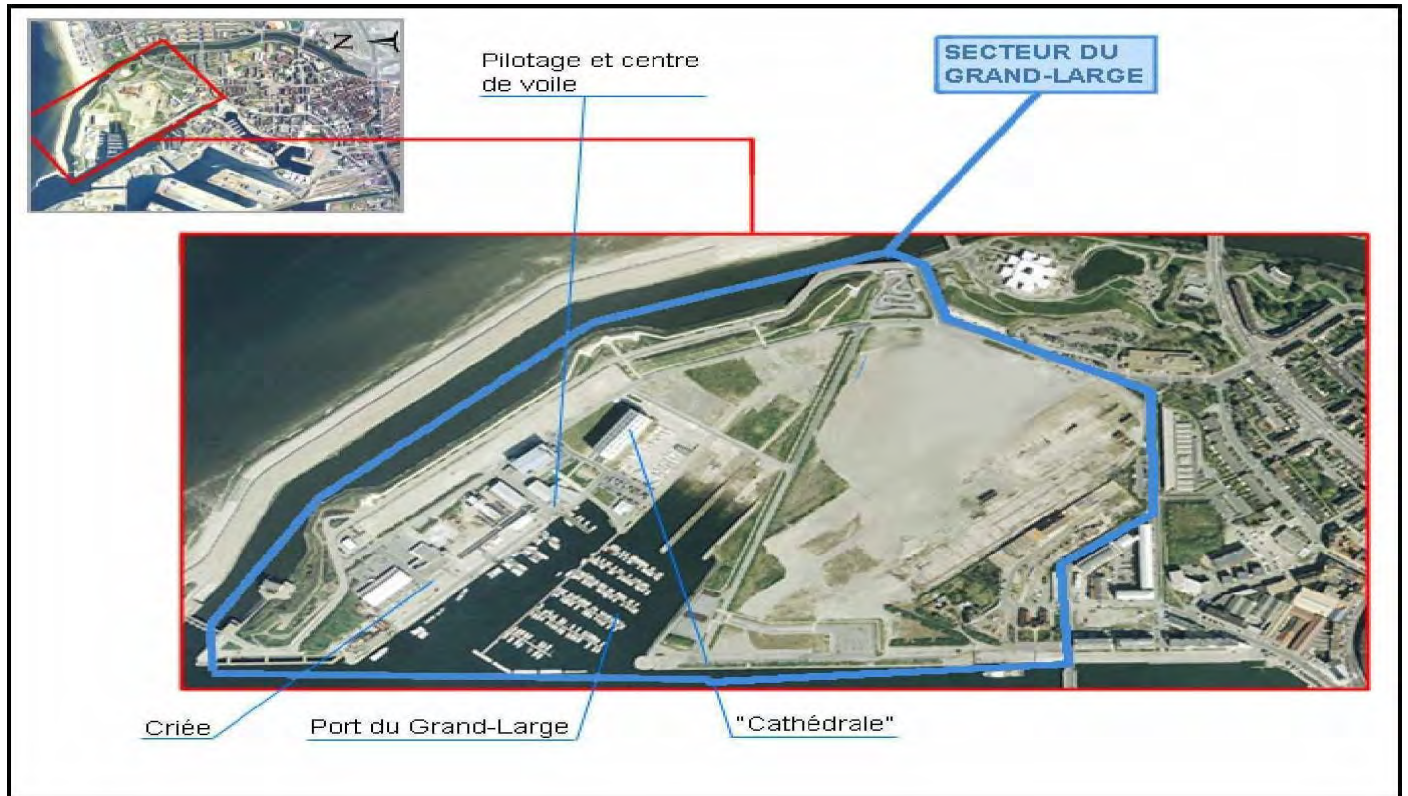 N
Pilotage et centre
de voile
SECTEUR DU
GRAND-LARGE
Criée
Port du Grand-Large
"Cathédrale"